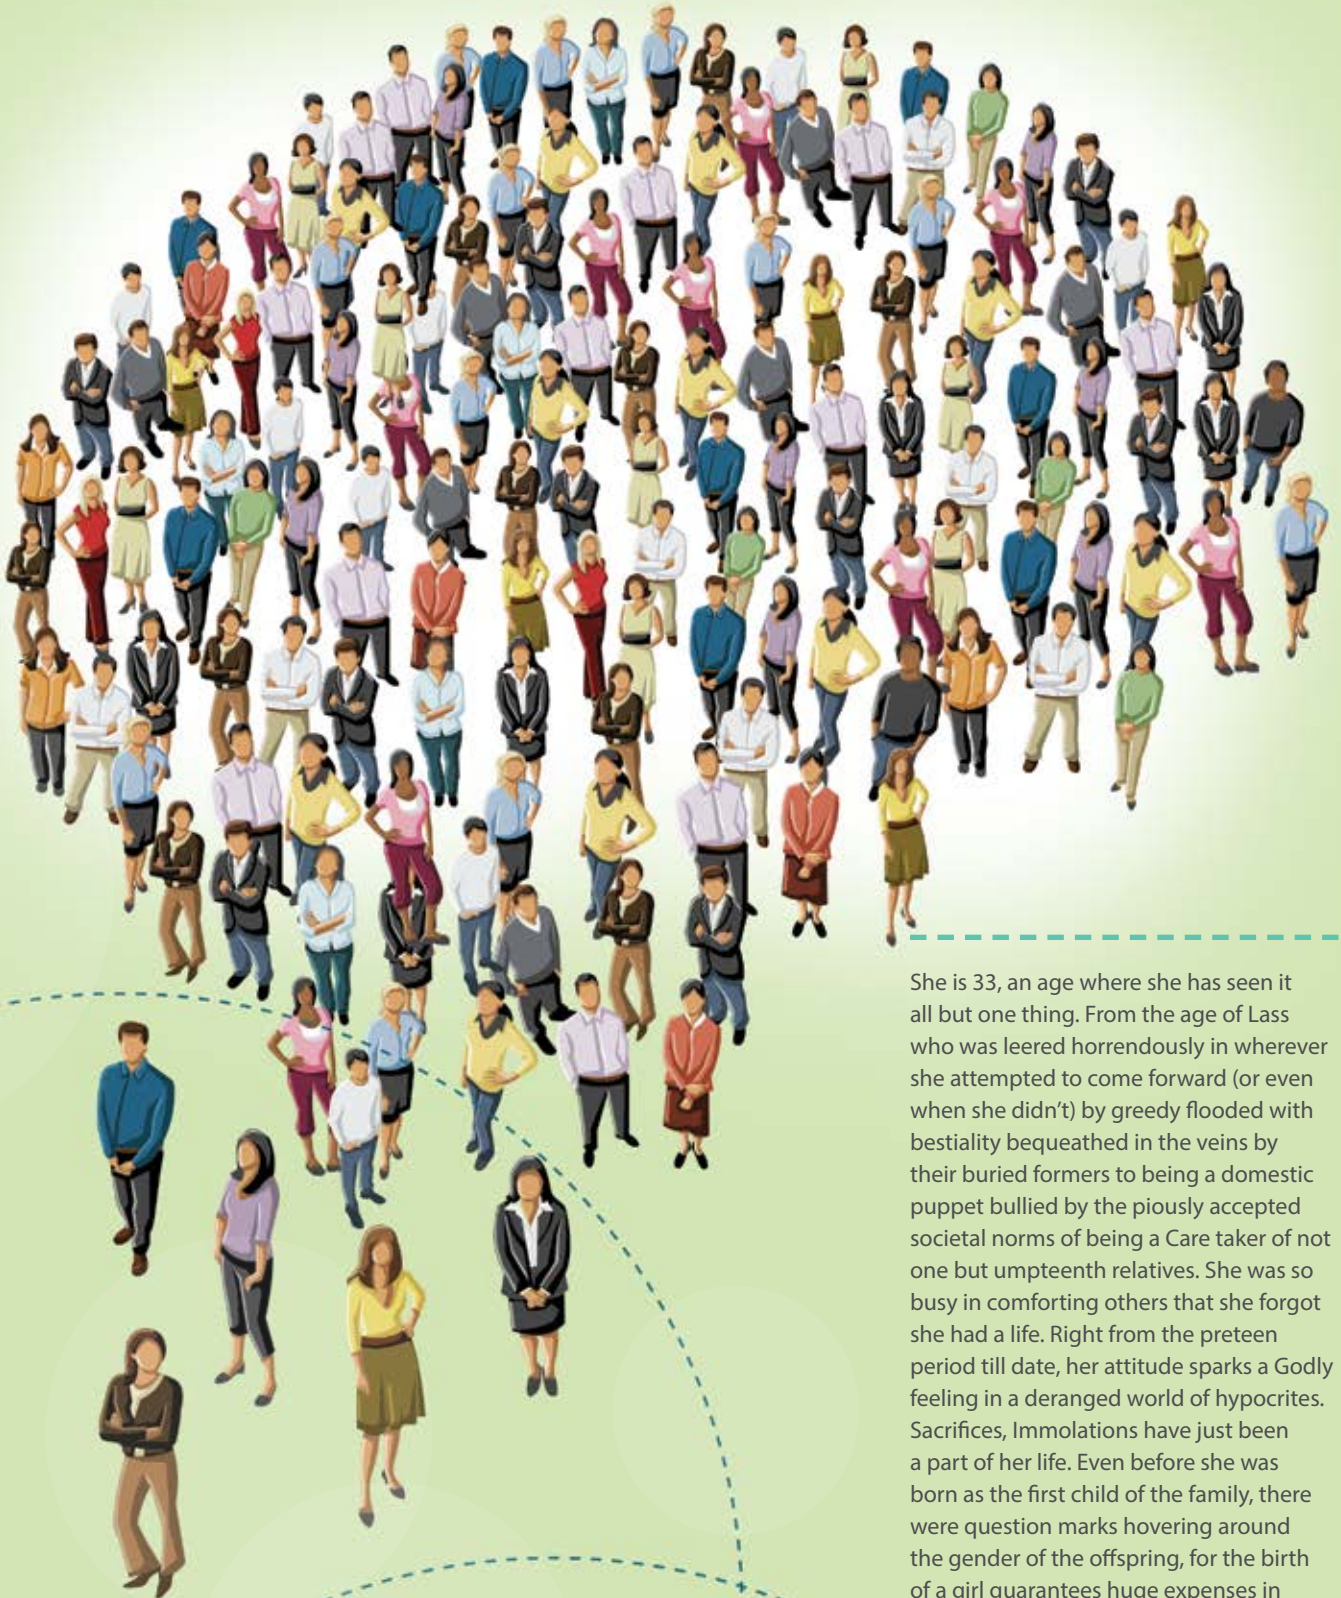 She is 33, an age where she has seen it
all but one thing. From the age of Lass
who was leered horrendously in wherever
she attempted to come forward (or even
when she didn't) by greedy flooded with
bestiality bequeathed in the veins by
their buried formers to being a domestic
puppet bullied by the piously accepted
societal norms of being a Care taker of not
one but umpteenth relatives. She was so
busy in comforting others that she forgot
she had a life. Right from the preteen
period till date, her attitude sparks a Godly
feeling in a deranged world of hypocrites.
Sacrifices, Immolations have just been
a part of her life. Even before she was
born as the first child of the family, there
were question marks hovering around
the gender of the offspring, for the birth
of a girl guarantees huge expenses in